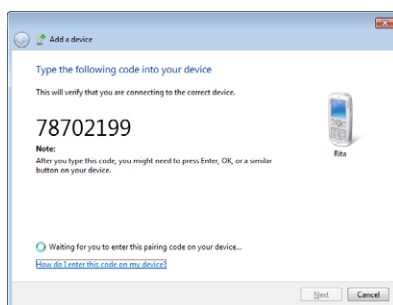 Add a device
Type the following code into your device
This will verify that you are connecting to the correct device.
78702199
Note:
After you type this code, you might need to press Enter, OK, or a similar
button on your device.
Rita
Waiting for you to enter this pairing code on your device...
How do I enter this code on my device?
Next
Cancel